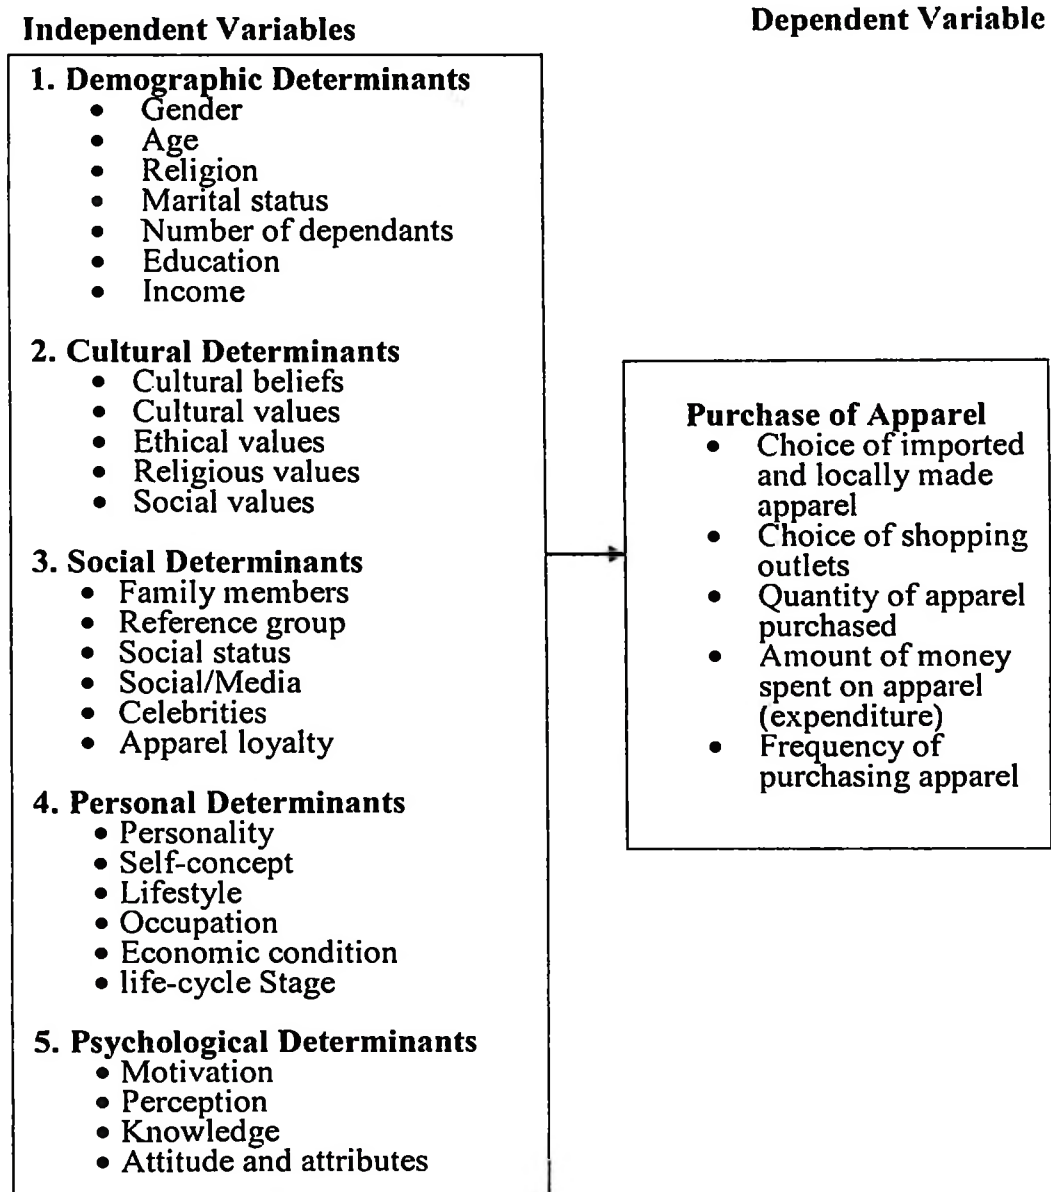 Independent Variables
Dependent Variable
1. Demographic Determinants
• Gender
• Age
• Religion
• Marital status
• Number of dependants
• Education
• Income
2. Cultural Determinants
• Cultural beliefs
• Cultural values
• Ethical values
• Religious values
• Social values
3. Social Determinants
• Family members
• Reference group
• Social status
• Social/Media
• Celebrities
• Apparel loyalty
4. Personal Determinants
• Personality
• Self-concept
• Lifestyle
• Occupation
• Economic condition
• life-cycle Stage
5. Psychological Determinants
• Motivation
• Perception
• Knowledge
• Attitude and attributes
Purchase of Apparel
• Choice of imported
and locally made
apparel
• Choice of shopping
outlets
• Quantity of apparel
purchased
• Amount of money
spent on apparel
(expenditure)
• Frequency of
purchasing apparel